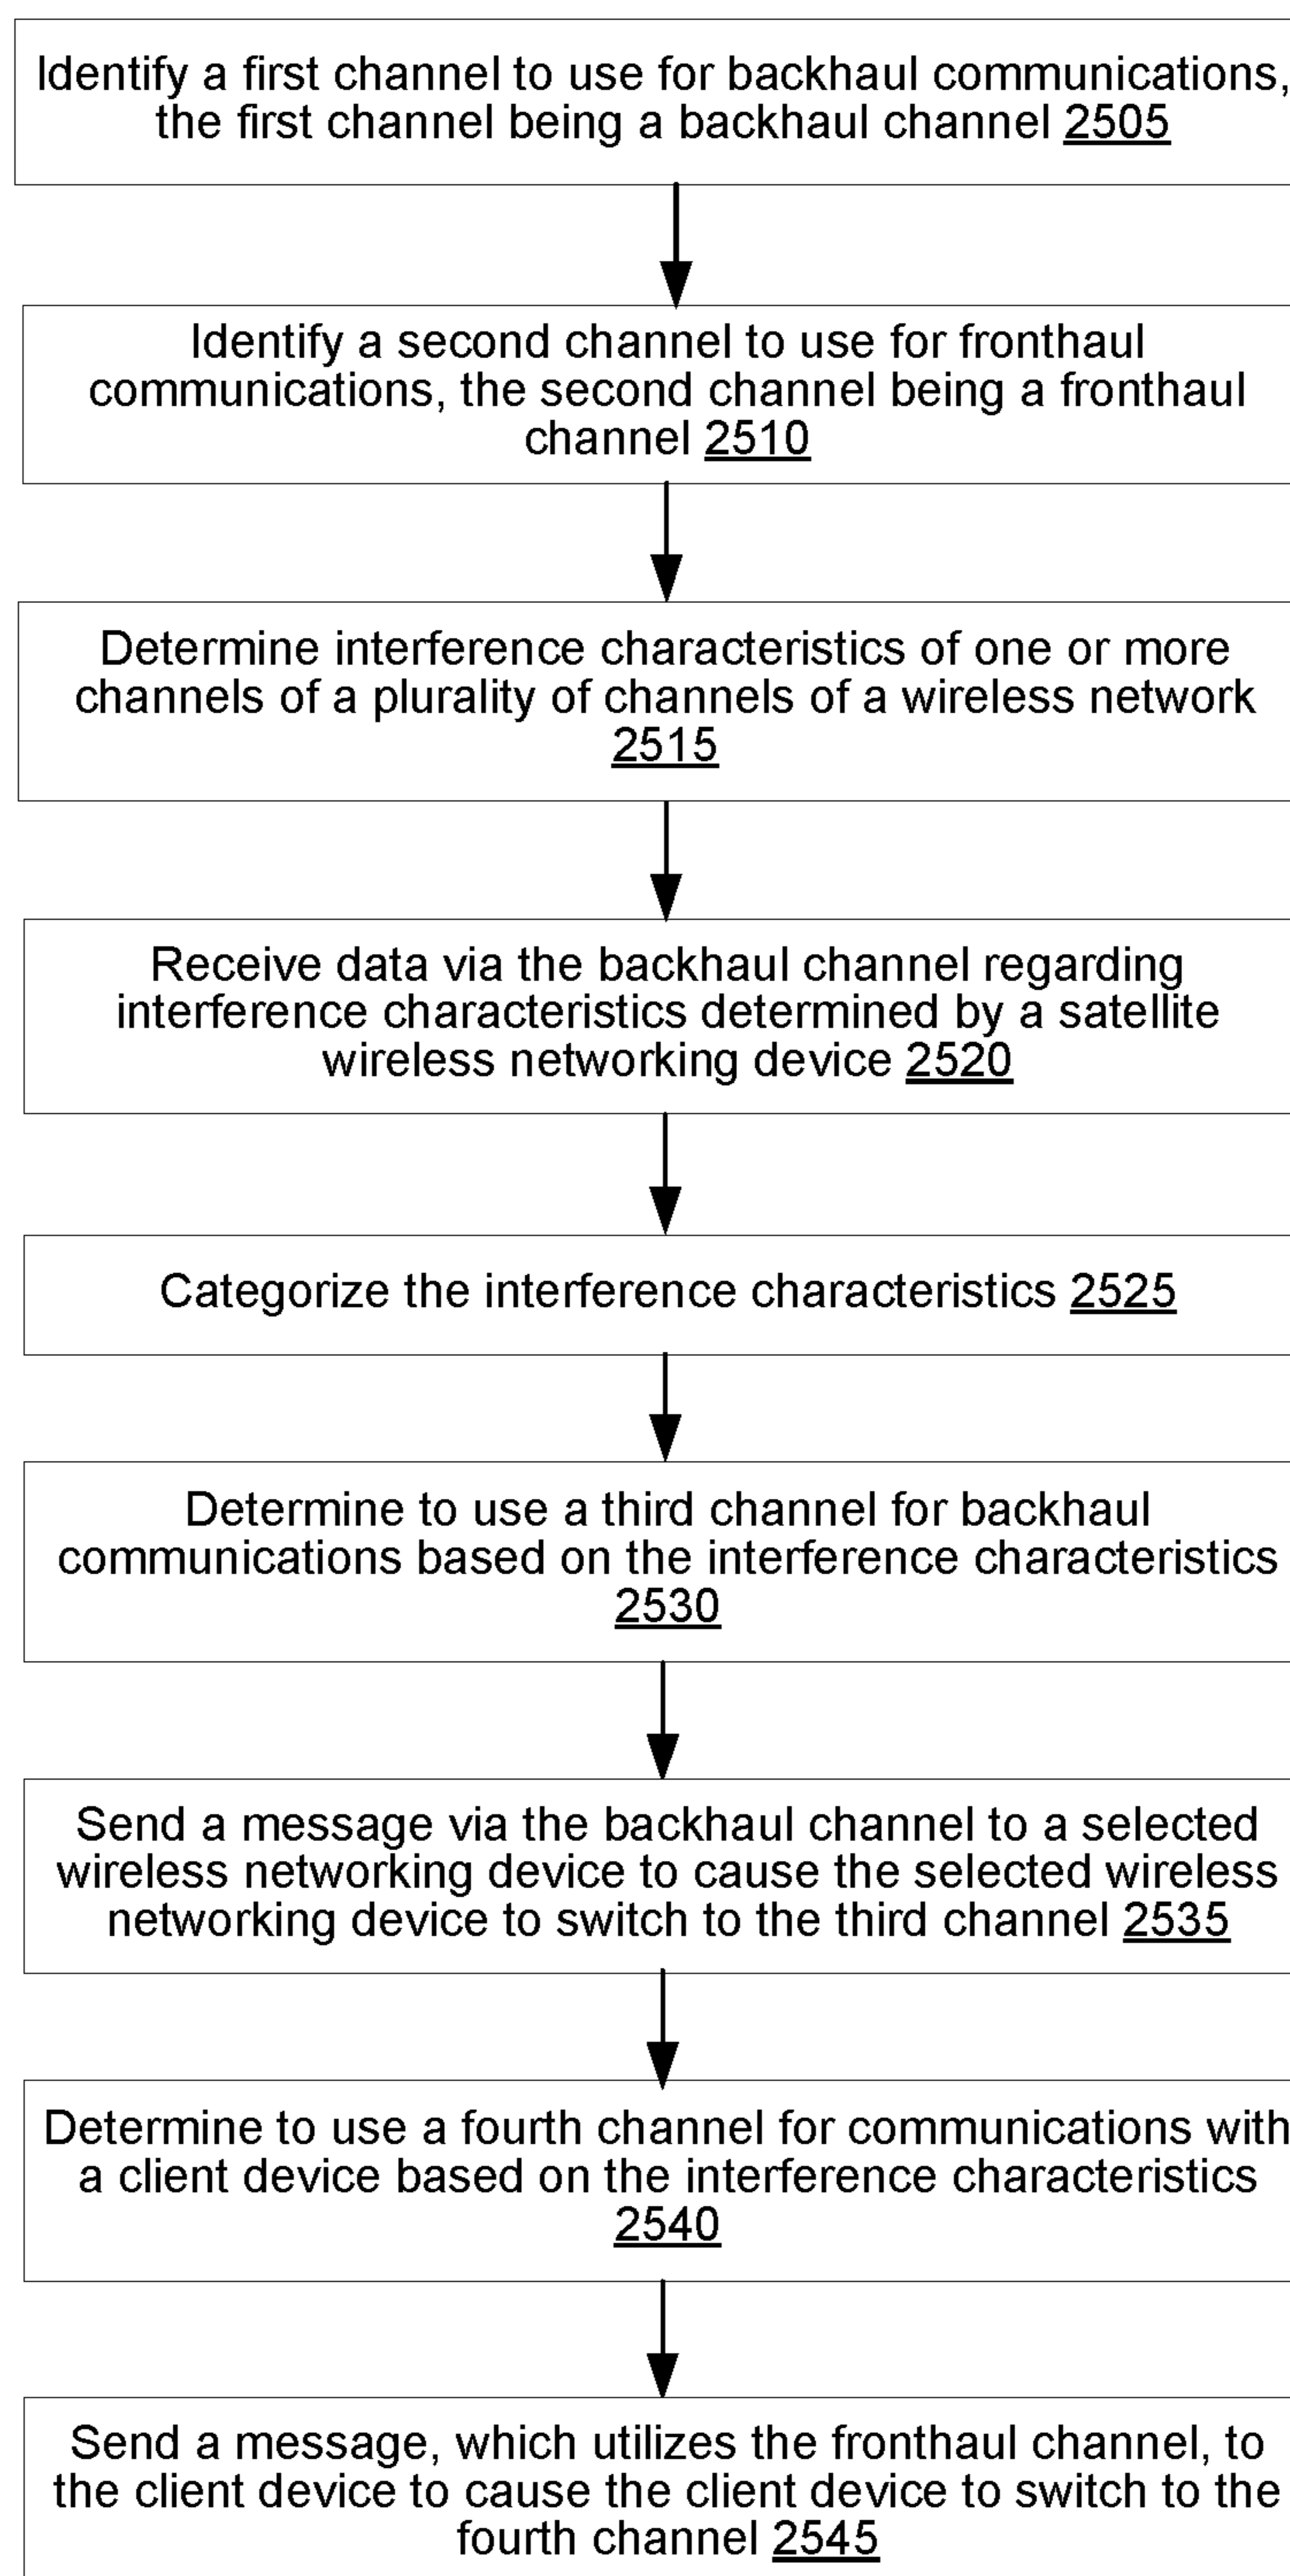 Identify a first channel to use for backhaul communications,
the first channel being a backhaul channel 2505
Identify a second channel to use for fronthaul
communications, the second channel being a fronthaul
channel 2510
Determine interference characteristics of one or more
channels of a plurality of channels of a wireless network
2515
Receive data via the backhaul channel regarding
interference characteristics determined by a satellite
wireless networking device 2520
Categorize the interference characteristics 2525
Determine to use a third channel for backhaul
communications based on the interference characteristics
2530
Send a message via the backhaul channel to a selected
wireless networking device to cause the selected wireless
networking device to switch to the third channel 2535
Determine to use a fourth channel for communications with
a client device based on the interference characteristics
2540
Send a message, which utilizes the fronthaul channel, to
the client device to cause the client device to switch to the
fourth channel 2545